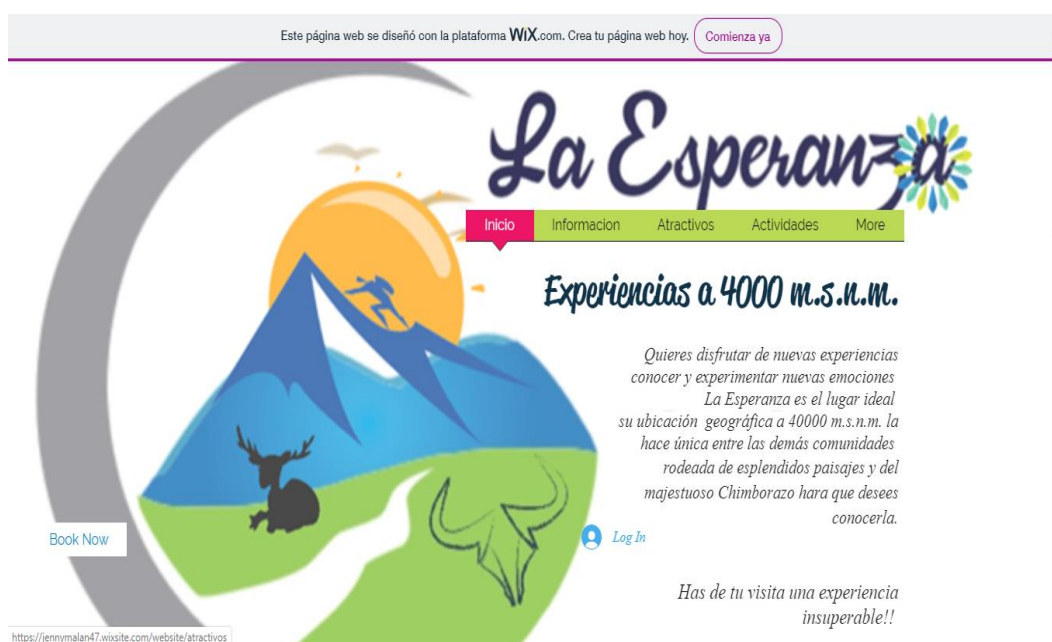 Este página web se diseñó con la plataforma WiX.com. Crea tu página web hoy. Comienza ya
La Esperanza
Inicio Informacion Atractivos Actividades More
Experiencias a 4000 m.s.n.m.
Quieres disfrutar de nuevas experiencias
conocer y experimentar nuevas emociones
La Esperanza es el lugar ideal
su ubicación geográfica a 40000 m.s.n.m. la
hace única entre las demás comunidades
rodeada de esplendidos paisajes y del
majestuoso Chimborazo hara que desees
conocerla.
Book Now
Log In
Has de tu visita una experiencia
insuperable!!
https://jennymalan47.wixsite.com/website/atractivos